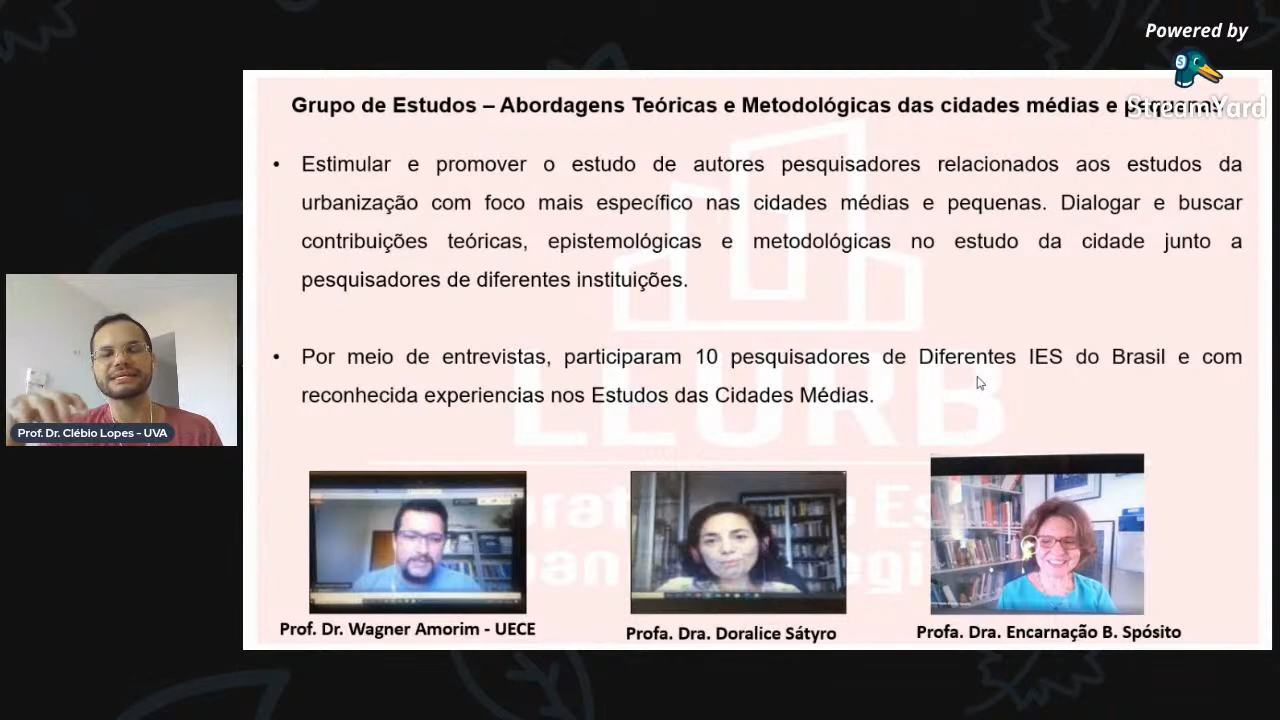 Powered by
StreamYard
Grupo de Estudos – Abordagens Teóricas e Metodológicas das cidades médias e
• Estimular e promover o estudo de autores pesquisadores relacionados aos estudos da
urbanização com foco mais específico nas cidades médias e pequenas. Dialogar e buscar
contribuições teóricas, epistemológicas e metodológicas no estudo da cidade junto a
pesquisadores de diferentes instituições.
• Por meio de entrevistas, participaram 10 pesquisadores de Diferentes IES do Brasil e com
reconhecida experiencias nos Estudos das Cidades Médias.
Prof. Dr. Clébio Lopes - UVA
Prof. Dr. Wagner Amorim - UECE
Profa. Dra. Doralice Sátyro
Profa. Dra. Encarnação B. Spósito